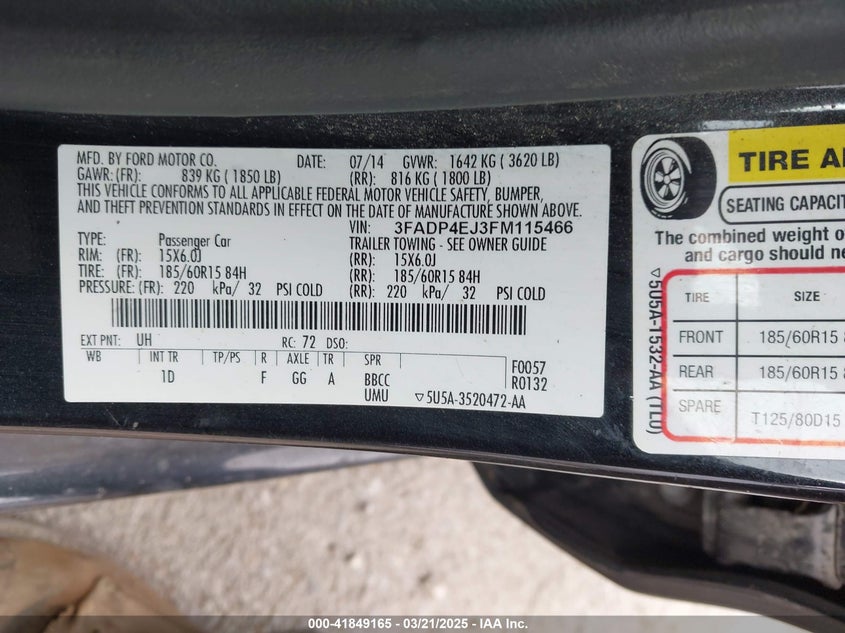 MFD. BY FORD MOTOR CO. DATE: 07/14 GVWR: 1642 KG ( 3620 LB)
GAWR: (FR): 839 KG ( 1850 LB) (RR): 816 KG ( 1800 LB)
THIS VEHICLE CONFORMS TO ALL APPLICABLE FEDERAL MOTOR VEHICLE SAFETY, BUMPER,
AND THEFT PREVENTION STANDARDS IN EFFECT ON THE DATE OF MANUFACTURE SHOWN ABOVE.
VIN: 3FADP4EJ3FM115466
TYPE: Passenger Car TRAILER TOWING - SEE OWNER GUIDE
RIM: (FR): 15X6.0J (RR): 15X6.0J
TIRE: (FR): 185/60R15 84H (RR): 185/60R15 84H
PRESSURE: (FR): 220 kPa/ 32 PSI COLD (RR): 220 kPa/ 32 PSI COLD
EXT PNT: UH RC: 72 DSO:
WB INT TR TP/PS R AXLE TR SPR F0057
1D F GG A BBCC R0132
UMU ▽5U5A-3520472-AA
TIRE A
SEATING CAPACIT
The combined weight o
and cargo should ne
▽5U5A-1532-AA (TLO)
TIRE SIZE
FRONT 185/60R15 8
REAR 185/60R15 8
SPARE T125/80D15
000-41849165 - 03/21/2025 - IAA Inc.